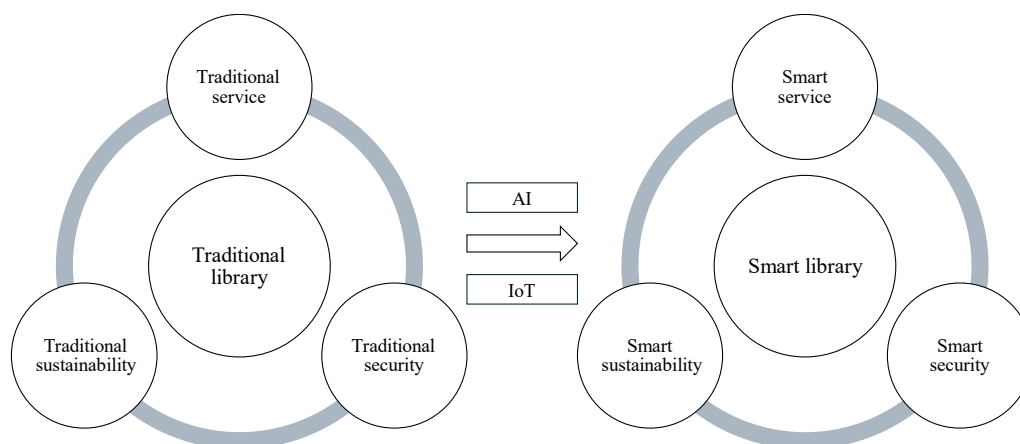 Traditional
service
Traditional
library
Traditional
sustainability
Traditional
security
AI
IoT
Smart
service
Smart library
Smart
sustainability
Smart
security